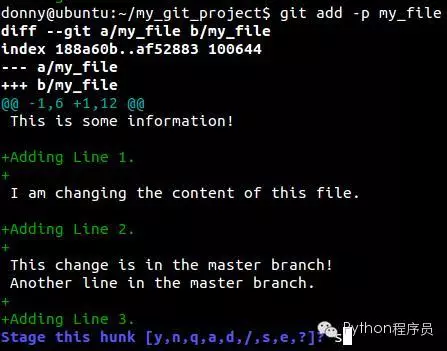 donny@ubuntu:~/my_git_project$ git add -p my_file
diff --git a/my_file b/my_file
index 188a60b..af52883 100644
--- a/my_file
+++ b/my_file
@@ -1,6 +1,12 @@
 This is some information!

+Adding Line 1.
+
 I am changing the content of this file.

+Adding Line 2.
+
 This change is in the master branch!
 Another line in the master branch.
+
+Adding Line 3.
Stage this hunk [y,n,q,a,d,/,s,e,?]? s
Python程序员